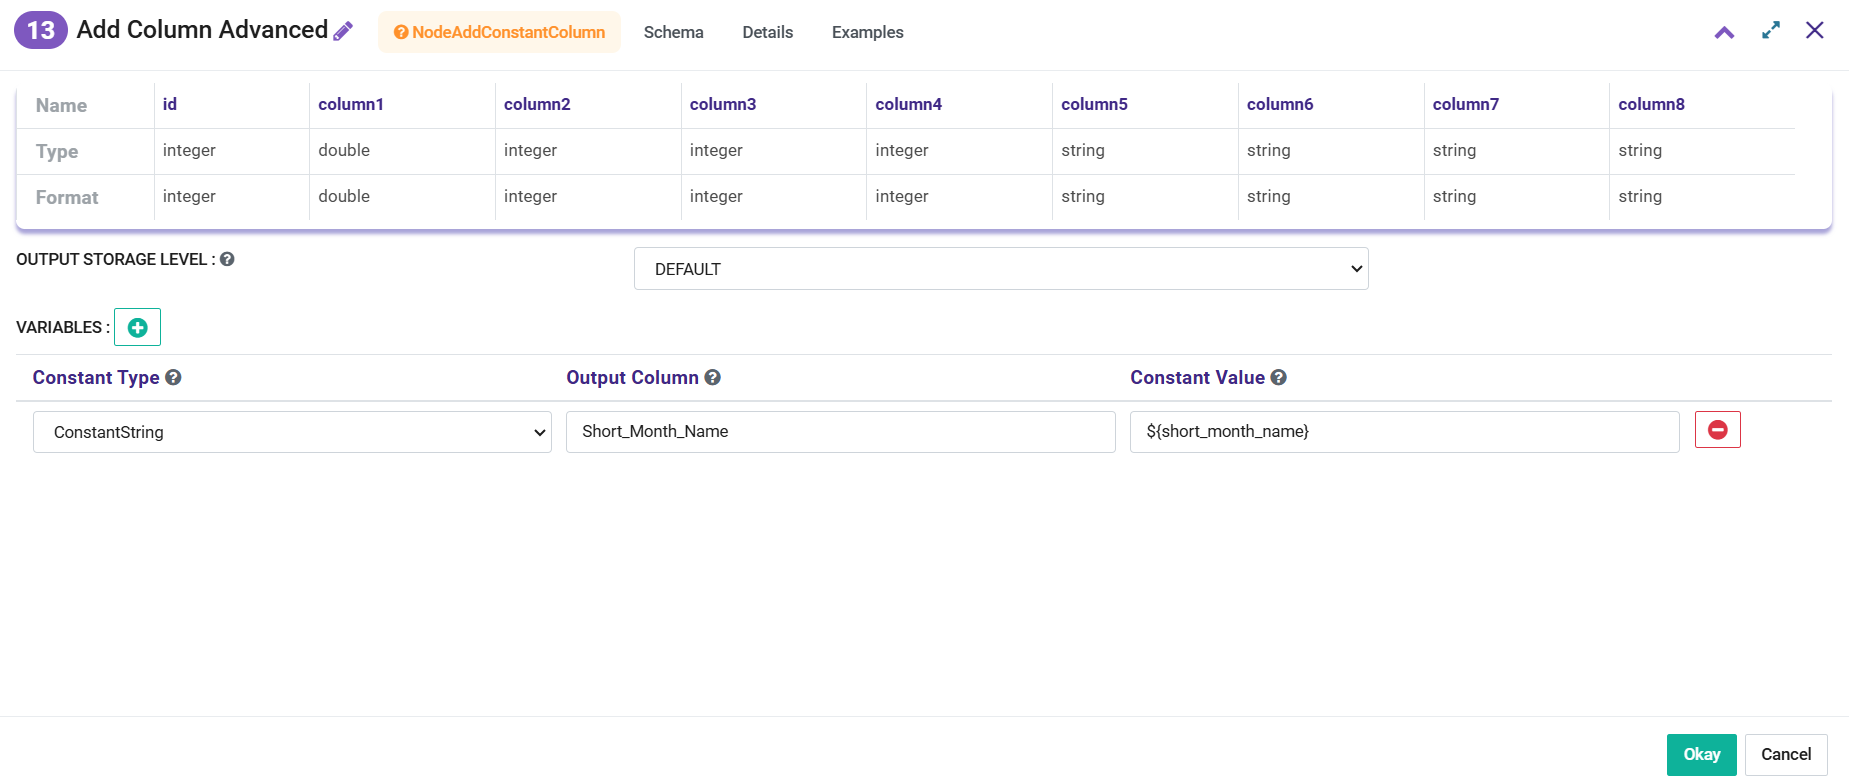 13 Add Column Advanced NodeAddConstantColumn Schema Details Examples
Name id column1 column2 column3 column4 column5 column6 column7 column8
Type integer double integer integer integer string string string string
Format integer double integer integer integer string string string string
OUTPUT STORAGE LEVEL : DEFAULT
VARIABLES :
Constant Type Output Column Constant Value
ConstantString Short_Month_Name ${short_month_name}
Okay Cancel